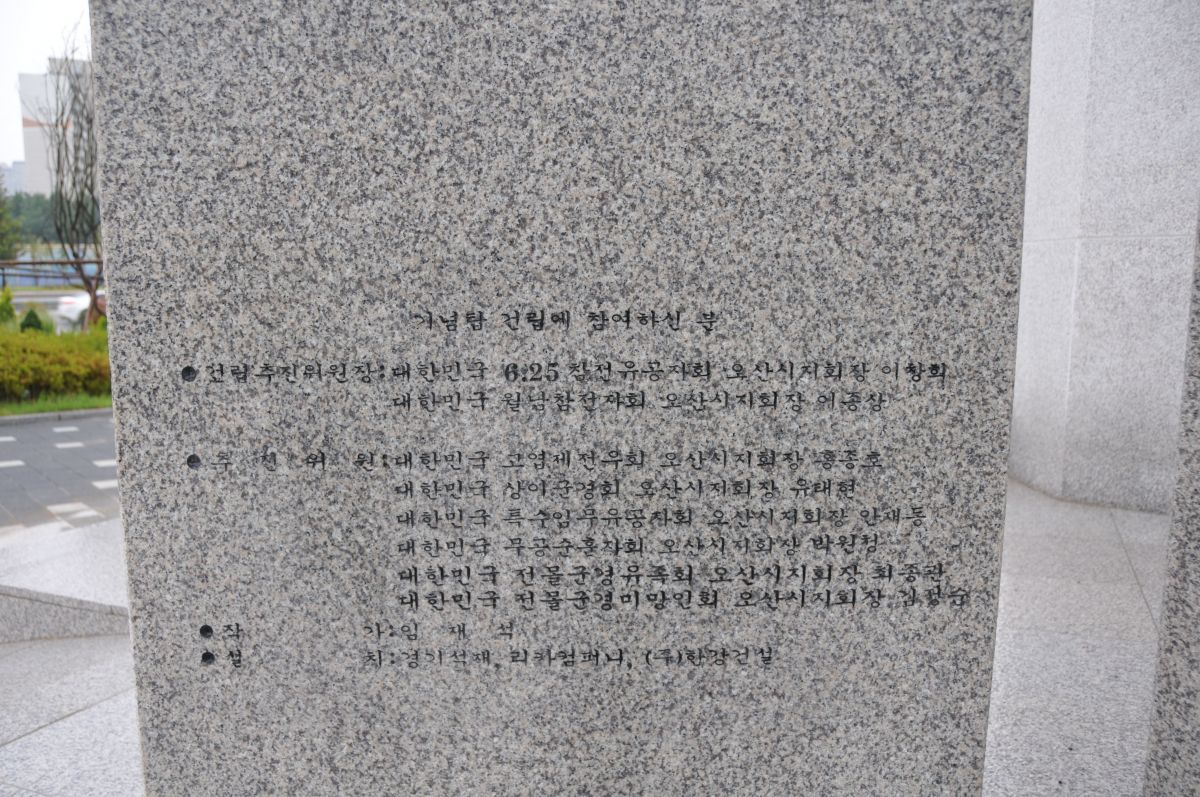 기념탑 건립에 참여하신 분
● 건립추진위원장:대한민국 6:25 참전유공자회 오산시지회장 이황희
대한민국 월남참전자회 오산시지회장 이종상
● 추 진 위 원:대한민국 고엽제전우회 오산시지회장 홍종호
대한민국 상이군경회 오산시지회장 유태현
대한민국 특수임무유공자회 오산시지회장 안재동
대한민국 무공수훈자회 오산시지회장 박원청
대한민국 전몰군경유족회 오산시지회장 최종관
대한민국 전몰군경미망인회 오산시지회장 김정수
● 작 가:임 재 석
● 설 치:경기석재, 리카컴퍼니, (주)한강건설